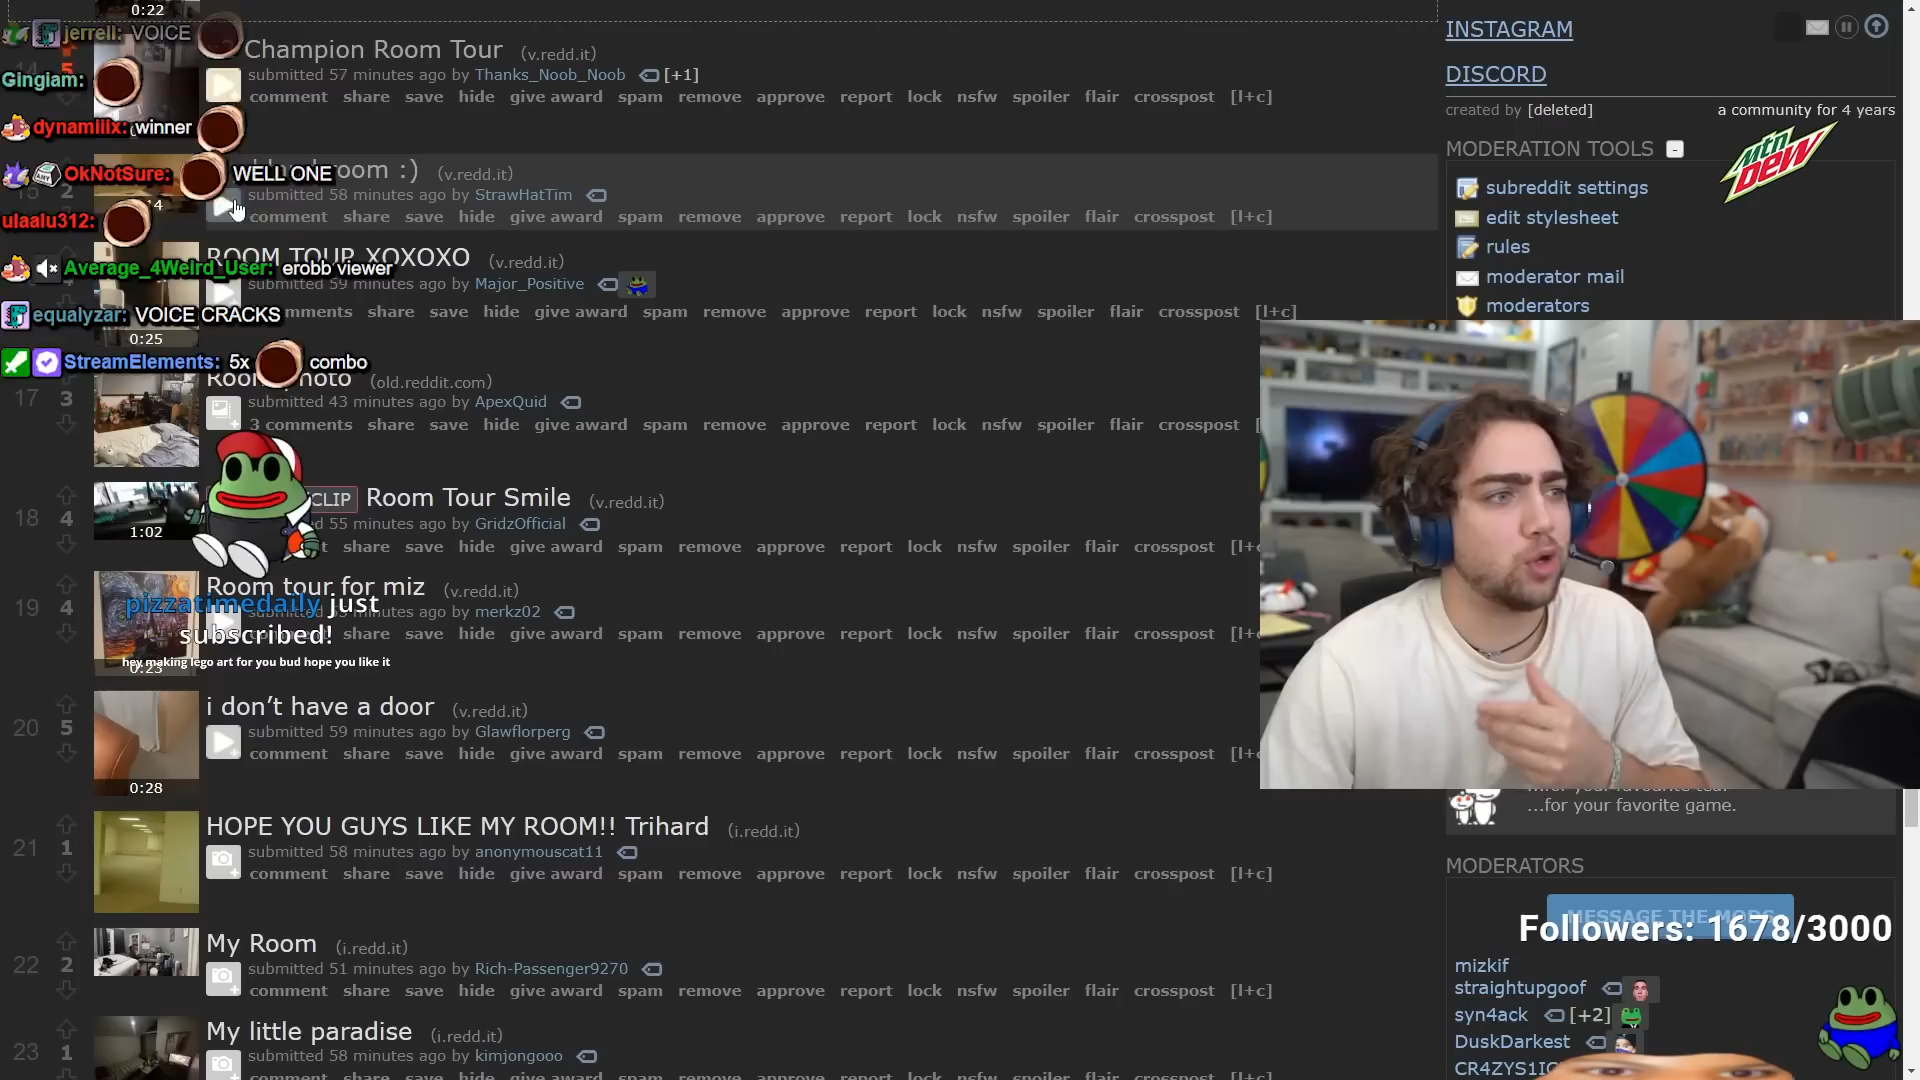 0:22
jerrell: VOICE
Champion Room Tour (v.redd.it)
submitted 57 minutes ago by Thanks_Noob_Noob [+1]
comment share save hide give award spam remove approve report lock nsfw spoiler flair crosspost [l+c]
Gingiam:
dynamiiix: winner
room :) (v.redd.it)
OkNotSure: WELL ONE
15 2
submitted 58 minutes ago by StrawHatTim
comment share save hide give award spam remove approve report lock nsfw spoiler flair crosspost [l+c]
ulaalu312:
ROOM TOUR XOXOXO (v.redd.it)
Average_4Weird_User: erobb viewer
submitted 59 minutes ago by Major_Positive
share save hide give award spam remove approve report lock nsfw spoiler flair crosspost [l+c]
equalyzar: VOICE CRACKS
0:25
StreamElements: 5x combo
(old.reddit.com)
17 3
submitted 43 minutes ago by ApexQuid
3 comments share save hide give award spam remove approve report lock nsfw spoiler flair crosspost
CLIP Room Tour Smile (v.redd.it)
18 4
1:02
55 minutes ago by GridzOfficial
share save hide give award spam remove approve report lock nsfw spoiler flair crosspost
Room tour for miz (v.redd.it)
19 4
minutes ago by merkz02
share save hide give award spam remove approve report lock nsfw spoiler flair crosspost
pizzatimedaily just
subscribed!
hey making lego art for you bud hope you like it
0:23
i don't have a door (v.redd.it)
20 5
submitted 59 minutes ago by Glawflorperg
comment share save hide give award spam remove approve report lock nsfw spoiler flair crosspost
0:28
HOPE YOU GUYS LIKE MY ROOM!! Trihard (i.redd.it)
21 1
submitted 58 minutes ago by anonymouscat11
comment share save hide give award spam remove approve report lock nsfw spoiler flair crosspost [l+c]
My Room (i.redd.it)
22 2
submitted 51 minutes ago by Rich-Passenger9270
comment share save hide give award spam remove approve report lock nsfw spoiler flair crosspost [l+c]
My little paradise (i.redd.it)
23 1
submitted 58 minutes ago by kimjongooo
INSTAGRAM
DISCORD
created by [deleted] a community for 4 years
MODERATION TOOLS -
mtn
DEW
subreddit settings
edit stylesheet
rules
moderator mail
moderators
...for your favorite game.
MODERATORS
MESSAGE THE MODS
Followers: 1678/3000
mizkif
straightupgoof
syn4ack [+2]
DuskDarkest